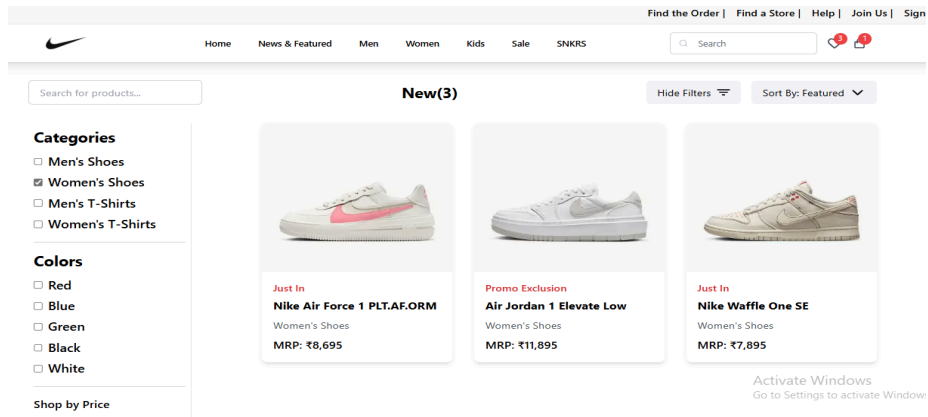 Find the Order | Find a Store | Help | Join Us | Sign
Home News & Featured Men Women Kids Sale SNKRS Search 3 1
Search for products... New(3) Hide Filters Sort By: Featured
Categories
Men's Shoes
Women's Shoes
Men's T-Shirts
Women's T-Shirts
Colors
Red
Blue
Green
Black
White
Shop by Price
Just In
Nike Air Force 1 PLT.AF.ORM
Women's Shoes
MRP: ₹8,695
Promo Exclusion
Air Jordan 1 Elevate Low
Women's Shoes
MRP: ₹11,895
Just In
Nike Waffle One SE
Women's Shoes
MRP: ₹7,895
Activate Windows
Go to Settings to activate Windows